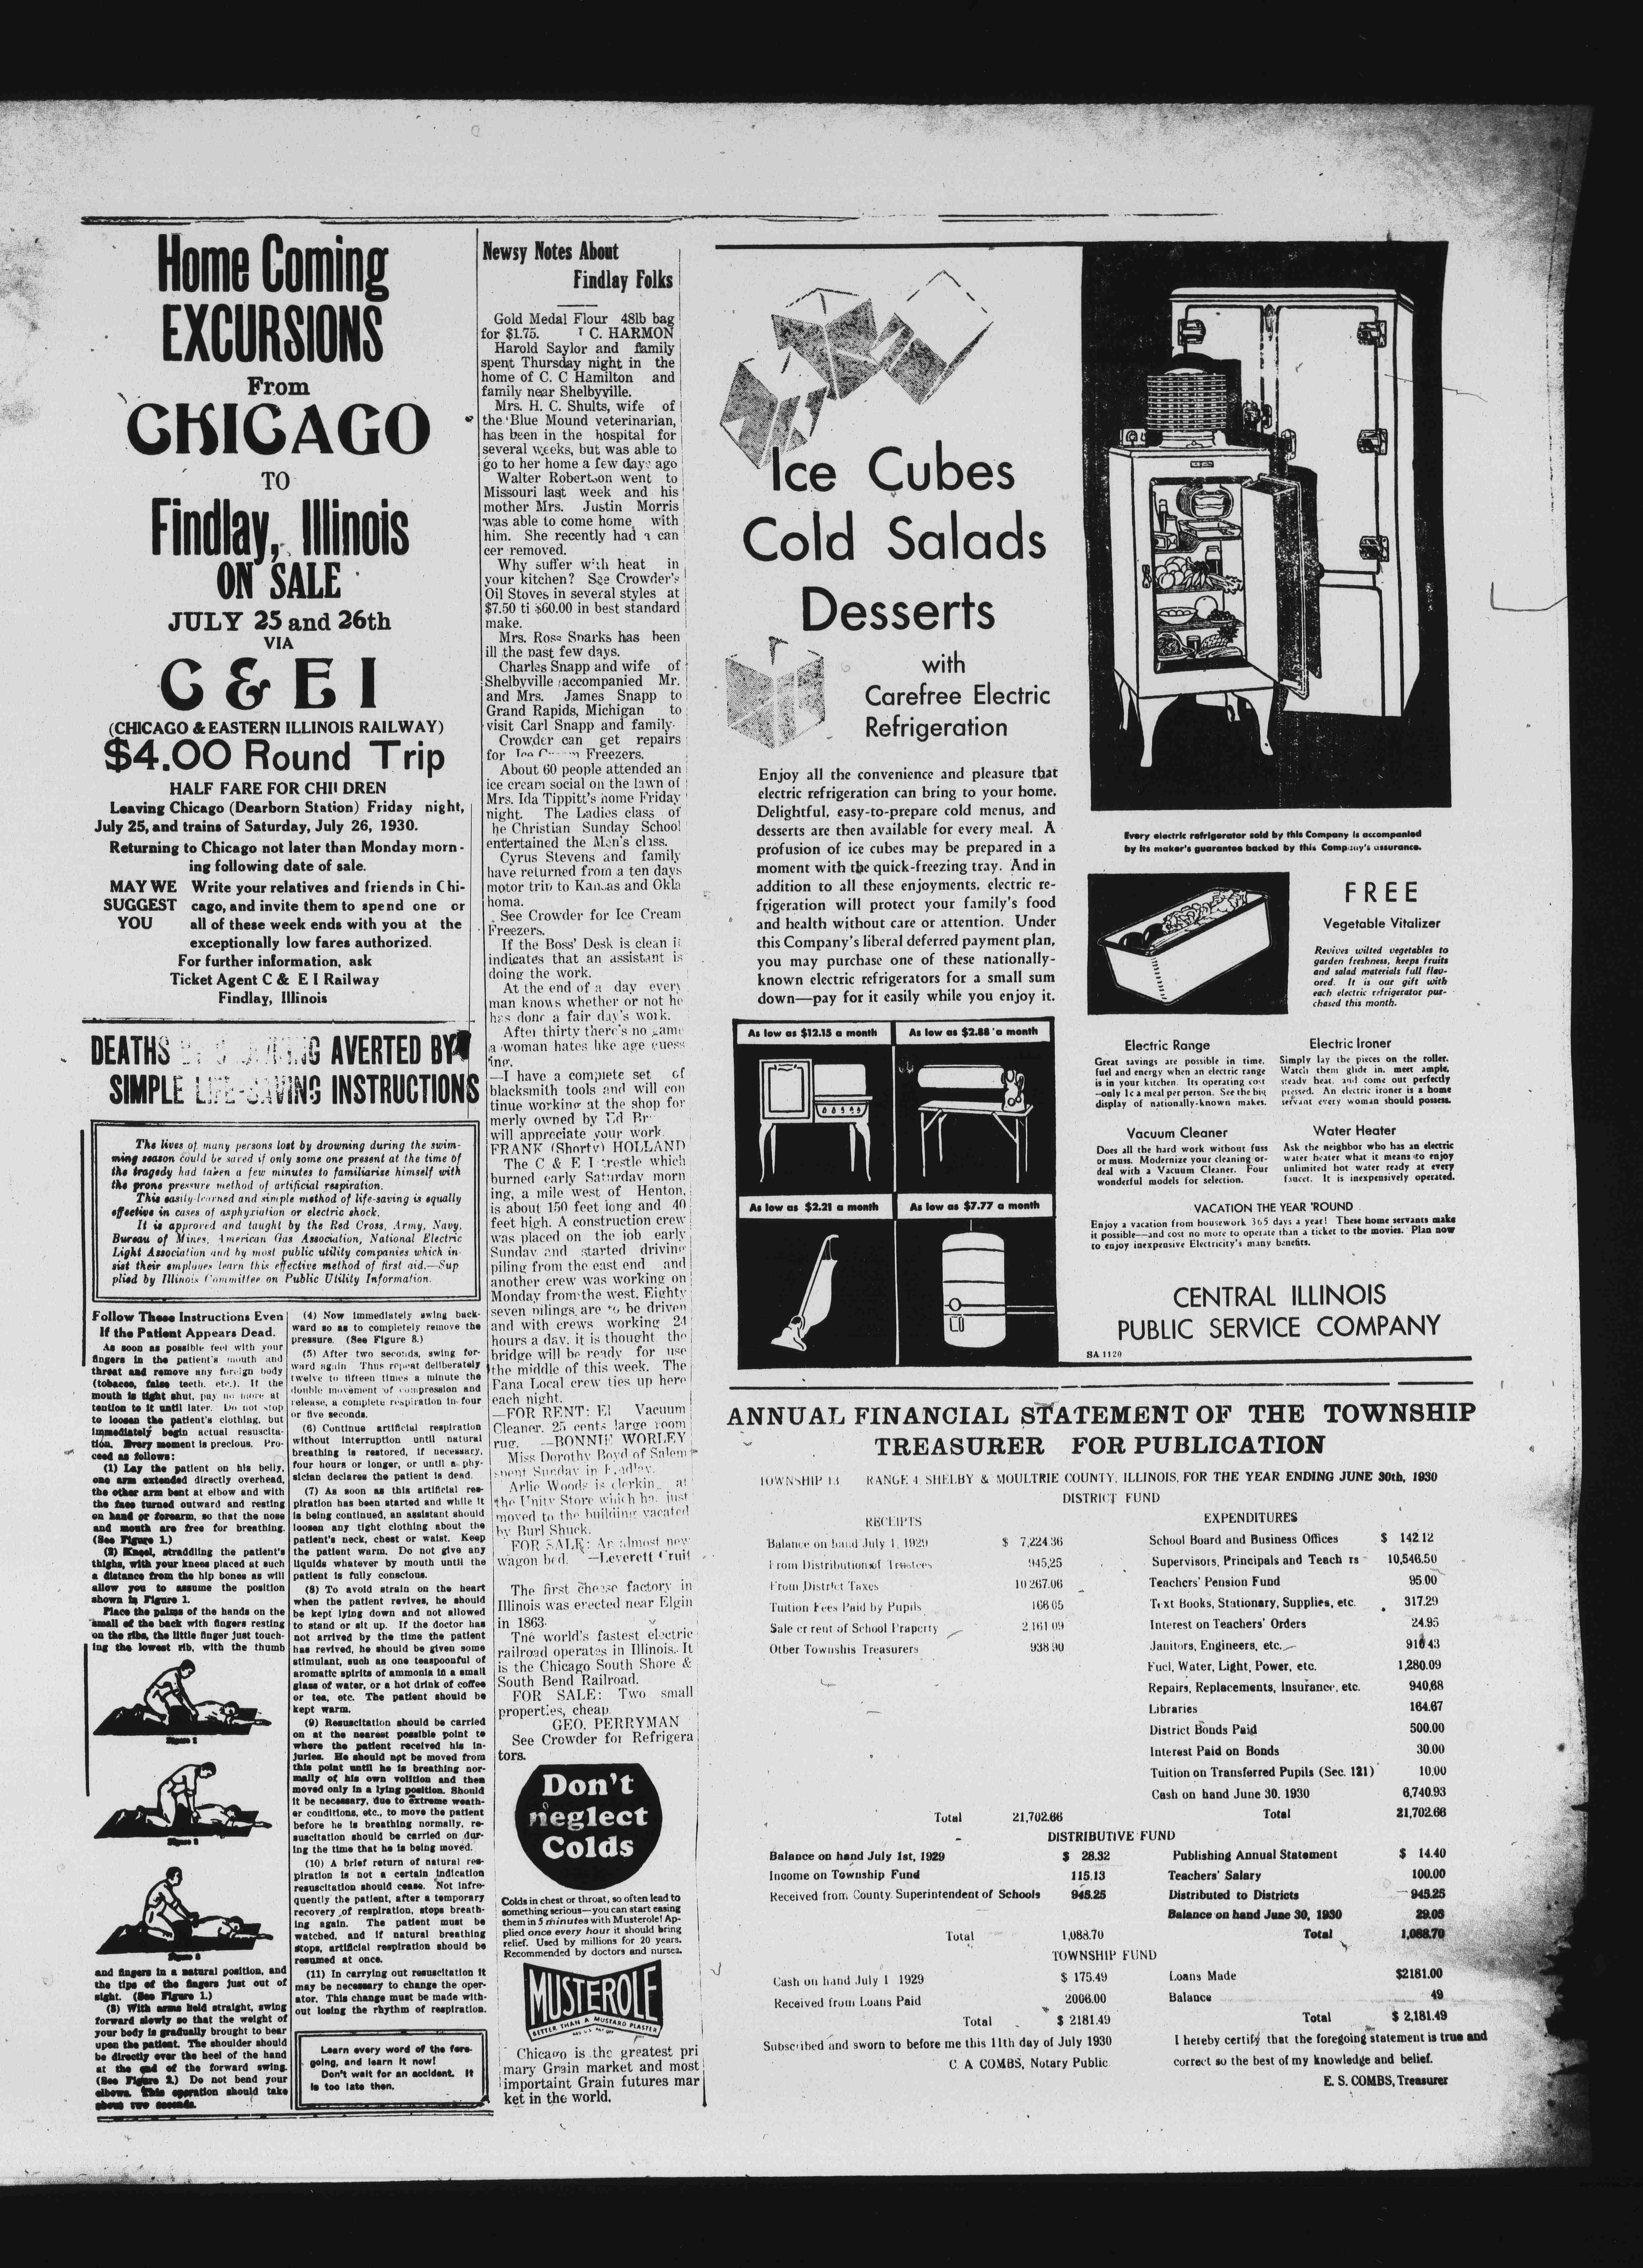 Home Coming
EXCURSIONS
From
CHICAGO
TO
Findlay, Illinois
ON SALE
JULY 25 and 26th
VIA
C & E I
(CHICAGO & EASTERN ILLINOIS RAILWAY)
$4.00 Round Trip
HALF FARE FOR CHILDREN
Leaving Chicago (Dearborn Station) Friday night,
July 25, and trains of Saturday, July 26, 1930.
Returning to Chicago not later than Monday morn-
ing following date of sale.
MAY WE Write your relatives and friends in Chi-
SUGGEST cago, and invite them to spend one or
YOU all of these week ends with you at the
exceptionally low fares authorized.
For further information, ask
Ticket Agent C & E I Railway
Findlay, Illinois
DEATHS AVERTED BY
SIMPLE LIFE-SAVING INSTRUCTIONS
The lives of many persons lost by drowning during the swim-
ming season could be saved if only some one present at the time of
the tragedy had taken a few minutes to familiarize himself with
the prone pressure method of artificial respiration.
This easily-learned and simple method of life-saving is equally
effective in cases of asphyxiation or electric shock.
It is approved and taught by the Red Cross, Army, Navy,
Bureau of Mines, American Gas Association, National Electric
Light Association and by most public utility companies which in
sist their employes learn this effective method of first aid.—Sup
plied by Illinois Committee on Public Utility Information.
Follow These Instructions Even
If the Patient Appears Dead.
As soon as possible feel with your
fingers in the patient's mouth and
throat and remove any foreign body
(tobacco, false teeth, etc.). If the
mouth is tight shut, pay no more at
tention to it until later. Do not stop
to loosen the patient's clothing, but
immediately begin actual resuscita-
tion. Every moment is precious. Pro-
ceed as follows:
(1) Lay the patient on his belly,
one arm extended directly overhead,
the other arm bent at elbow and with
the face turned outward and resting
on hand or forearm, so that the nose
and mouth are free for breathing.
(See Figure 1.)
(2) Kneel, straddling the patient's
thighs, with your knees placed at such
a distance from the hip bones as will
allow you to assume the position
shown in Figure 1.
Place the palms of the hands on the
small of the back with fingers resting
on the ribs, the little finger just touch-
ing the lowest rib, with the thumb
Figure 1
Figure 2
Figure 3
and fingers in a natural position, and
the tips of the fingers just out of
sight. (See Figure 1.)
(3) With arms held straight, swing
forward slowly so that the weight of
your body is gradually brought to bear
upon the patient. The shoulder should
be directly over the heel of the hand
at the end of the forward swing.
(See Figure 2.) Do not bend your
elbows. This operation should take
about two seconds.
(4) Now immediately swing back-
ward so as to completely remove the
pressure. (See Figure 3.)
(5) After two seconds, swing for-
ward again Thus repeat deliberately
twelve to fifteen times a minute the
double movement of compression and
release, a complete respiration in four
or five seconds.
(6) Continue artificial respiration
without interruption until natural
breathing is restored, if necessary,
four hours or longer, or until a phy-
sician declares the patient is dead.
(7) As soon as this artificial res-
piration has been started and while it
is being continued, an assistant should
loosen any tight clothing about the
patient's neck, chest or waist. Keep
the patient warm. Do not give any
liquids whatever by mouth until the
patient is fully conscious.
(8) To avoid strain on the heart
when the patient revives, he should
be kept lying down and not allowed
to stand or sit up. If the doctor has
not arrived by the time the patient
has revived, he should be given some
stimulant, such as one teaspoonful of
aromatic spirits of ammonia in a small
glass of water, or a hot drink of coffee
or tea, etc. The patient should be
kept warm.
(9) Resuscitation should be carried
on at the nearest possible point to
where the patient received his in-
juries. He should not be moved from
this point until he is breathing nor-
mally of his own volition and then
moved only in a lying position. Should
it be necessary, due to extreme weath-
er conditions, etc., to move the patient
before he is breathing normally, re-
suscitation should be carried on dur-
ing the time that he is being moved.
(10) A brief return of natural res-
piration is not a certain indication
resuscitation should cease. Not infre-
quently the patient, after a temporary
recovery of respiration, stops breath-
ing again. The patient must be
watched, and if natural breathing
stops, artificial respiration should be
resumed at once.
(11) In carrying out resuscitation it
may be necessary to change the oper-
ator. This change must be made with-
out losing the rhythm of respiration.
Learn every word of the fore-
going, and learn it now!
Don't wait for an accident. It
is too late then.
Newsy Notes About
Findlay Folks
Gold Medal Flour 48lb bag
for $1.75. C. HARMON
Harold Saylor and family
spent Thursday night in the
home of C. C Hamilton and
family near Shelbyville.
Mrs. H. C. Shults, wife of
the Blue Mound veterinarian,
has been in the hospital for
several weeks, but was able to
go to her home a few days ago
Walter Robertson went to
Missouri last week and his
mother Mrs. Justin Morris
was able to come home with
him. She recently had a can
cer removed.
Why suffer with heat in
your kitchen? See Crowder's
Oil Stoves in several styles at
$7.50 ti $60.00 in best standard
make.
Mrs. Rose Sparks has been
ill the past few days.
Charles Snapp and wife of
Shelbyville accompanied Mr.
and Mrs. James Snapp to
Grand Rapids, Michigan to
visit Carl Snapp and family.
Crowder can get repairs
for Ice Cream Freezers.
About 60 people attended an
ice cream social on the lawn of
Mrs. Ida Tippitt's home Friday
night. The Ladies class of
he Christian Sunday School
entertained the Men's class.
Cyrus Stevens and family
have returned from a ten days
motor trip to Kansas and Okla
homa.
See Crowder for Ice Cream
Freezers.
If the Boss' Desk is clean it
indicates that an assistant is
doing the work.
At the end of a day every
man knows whether or not he
has done a fair day's work.
After thirty there's no game
a woman hates like age guess
ing.
—I have a complete set of
blacksmith tools and will con
tinue working at the shop for
merly owned by Ed
will appreciate your work.
FRANK (Shorty) HOLLAND
The C & E I trestle which
burned early Saturday morn
ing, a mile west of Henton,
is about 150 feet long and 40
feet high. A construction crew
was placed on the job early
Sunday and started driving
piling from the east end and
another crew was working on
Monday from the west. Eighty
seven pilings are to be driven
and with crews working 24
hours a day, it is thought the
bridge will be ready for use
the middle of this week. The
Pana Local crew ties up here
each night.
—FOR RENT: El Vacuum
Cleaner. 25 cents large room
rug. —BONNIE WORLEY
Miss Dorothy Boyd of Salem
spent Sunday in Findlay.
Arlie Woods is clerking at
the Unity Store which has just
moved to the building vacated
by Burl Shuck.
FOR SALE: An almost new
wagon bed. —Leverett Cruit
The first cheese factory in
Illinois was erected near Elgin
in 1863.
The world's fastest electric
railroad operates in Illinois. It
is the Chicago South Shore &
South Bend Railroad.
FOR SALE: Two small
properties, cheap
GEO. PERRYMAN
See Crowder for Refrigera
tors.
Don't
neglect
Colds
Colds in chest or throat, so often lead to
something serious—you can start easing
them in 5 minutes with Musterole! Ap-
plied once every hour it should bring
relief. Used by millions for 20 years.
Recommended by doctors and nurses.
MUSTEROLE
BETTER THAN A MUSTARD PLASTER
Chicago is the greatest pri
mary Grain market and most
importaint Grain futures mar
ket in the world.
Ice Cubes
Cold Salads
Desserts
with
Carefree Electric
Refrigeration
Enjoy all the convenience and pleasure that
electric refrigeration can bring to your home.
Delightful, easy-to-prepare cold menus, and
desserts are then available for every meal. A
profusion of ice cubes may be prepared in a
moment with the quick-freezing tray. And in
addition to all these enjoyments, electric re-
frigeration will protect your family's food
and health without care or attention. Under
this Company's liberal deferred payment plan,
you may purchase one of these nationally-
known electric refrigerators for a small sum
down—pay for it easily while you enjoy it.
As low as $12.15 a month
As low as $2.88 a month
As low as $2.21 a month
As low as $7.77 a month
Every electric refrigerator sold by this Company is accompanied
by its maker's guarantee backed by this Company's assurance.
FREE
Vegetable Vitalizer
Revives wilted vegetables to
garden freshness, keeps fruits
and salad materials full flav-
ored. It is our gift with
each electric refrigerator pur-
chased this month.
Electric Range
Great savings are possible in time,
fuel and energy when an electric range
is in your kitchen. Its operating cost
—only 1c a meal per person. See the big
display of nationally-known makes.
Electric Ironer
Simply lay the pieces on the roller.
Watch them glide in, meet ample,
steady heat, and come out perfectly
pressed. An electric ironer is a home
servant every woman should possess.
Vacuum Cleaner
Does all the hard work without fuss
or muss. Modernize your cleaning or-
deal with a Vacuum Cleaner. Four
wonderful models for selection.
Water Heater
Ask the neighbor who has an electric
water heater what it means to enjoy
unlimited hot water ready at every
faucet. It is inexpensively operated.
VACATION THE YEAR 'ROUND
Enjoy a vacation from housework 365 days a year! These home servants make
it possible—and cost no more to operate than a ticket to the movies. Plan now
to enjoy inexpensive Electricity's many benefits.
CENTRAL ILLINOIS
PUBLIC SERVICE COMPANY
SA 1120
ANNUAL FINANCIAL STATEMENT OF THE TOWNSHIP
TREASURER FOR PUBLICATION
TOWNSHIP 13 RANGE 4 SHELBY & MOULTRIE COUNTY, ILLINOIS, FOR THE YEAR ENDING JUNE 30th, 1930
DISTRICT FUND
RECEIPTS
Balance on hand July 1, 1929 $ 7,224.36
From Distribution of Trustees 945.25
From District Taxes 10 267.06
Tuition Fees Paid by Pupils 166 05
Sale or rent of School Praperty 2,161 09
Other Townshis Treasurers 938.90
Total 21,702.66
EXPENDITURES
School Board and Business Offices $ 142 12
Supervisors, Principals and Teach rs 10,546.50
Teachers' Pension Fund 95 00
Text Books, Stationary, Supplies, etc. 317.29
Interest on Teachers' Orders 24.95
Janitors, Engineers, etc. 910 43
Fuel, Water, Light, Power, etc. 1,280.09
Repairs, Replacements, Insurance, etc. 940.68
Libraries 164.67
District Bonds Paid 500.00
Interest Paid on Bonds 30.00
Tuition on Transferred Pupils (Sec. 121) 10.00
Cash on hand June 30, 1930 6,740.93
Total 21,702.66
DISTRIBUTIVE FUND
Balance on hand July 1st, 1929 $ 28.32
Income on Township Fund 115.13
Received from County Superintendent of Schools 945.25
Total 1,088.70
Publishing Annual Statement $ 14.40
Teachers' Salary 100.00
Distributed to Districts 945.25
Balance on hand June 30, 1930 29.05
Total 1,088.70
TOWNSHIP FUND
Cash on hand July 1 1929 $ 175.49
Received from Loans Paid 2006.00
Total $ 2181.49
Loans Made $2181.00
Balance 49
Total $ 2,181.49
Subscribed and sworn to before me this 11th day of July 1930
C. A. COMBS, Notary Public
I hereby certify that the foregoing statement is true and
correct so the best of my knowledge and belief.
E. S. COMBS, Treasurer